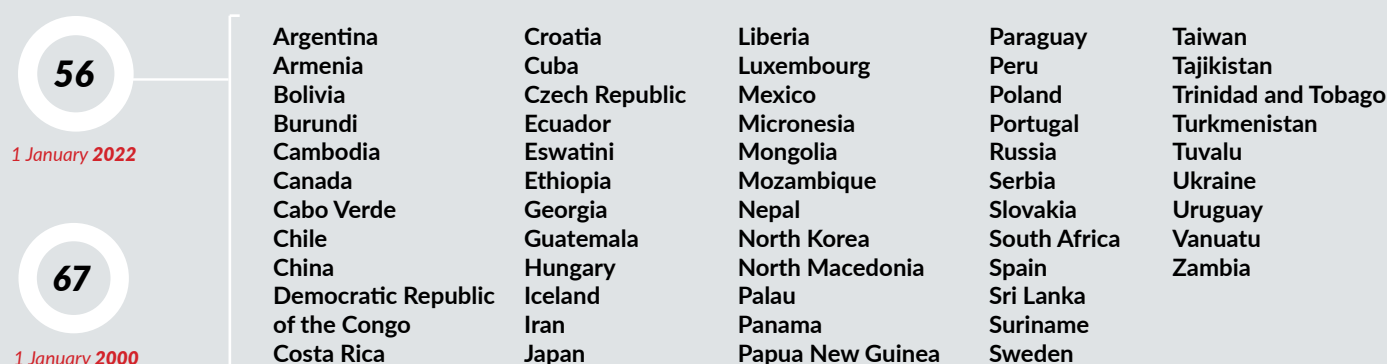 56
1 January 2022
67
1 January 2000
Argentina
Armenia
Bolivia
Burundi
Cambodia
Canada
Cabo Verde
Chile
China
Democratic Republic
of the Congo
Costa Rica
Croatia
Cuba
Czech Republic
Ecuador
Eswatini
Ethiopia
Georgia
Guatemala
Hungary
Iceland
Iran
Japan
Liberia
Luxembourg
Mexico
Micronesia
Mongolia
Mozambique
Nepal
North Korea
North Macedonia
Palau
Panama
Papua New Guinea
Paraguay
Peru
Poland
Portugal
Russia
Serbia
Slovakia
South Africa
Spain
Sri Lanka
Suriname
Sweden
Taiwan
Tajikistan
Trinidad and Tobago
Turkmenistan
Tuvalu
Ukraine
Uruguay
Vanuatu
Zambia